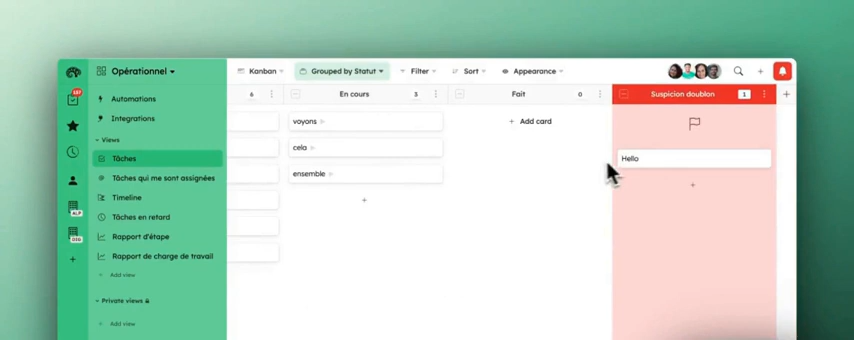 Opérationnel
Kanban
Grouped by Statut
Filter
Sort
Appearance
157
Automations
Integrations
Views
Tâches
Tâches qui me sont assignées
Timeline
Tâches en retard
Rapport d'étape
Rapport de charge de travail
Add view
Private views
Add view
ALP
DIG
6
En cours
3
voyons
cela
ensemble
Fait
0
Add card
Suspicion doublon
1
Hello